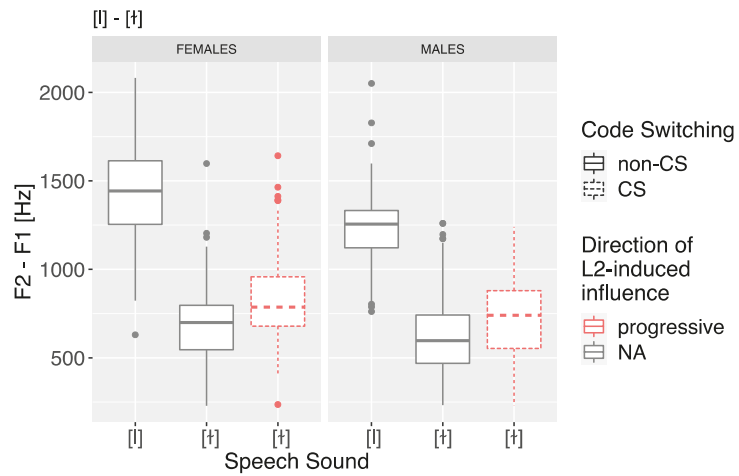 [l] - [ɫ]
FEMALES
MALES
2000
1500
1000
500
F2 - F1 [Hz]
[l]
[ɫ]
[ɫ]
[l]
[ɫ]
[ɫ]
Speech Sound
Code Switching
non-CS
CS
Direction of
L2-induced
influence
progressive
NA